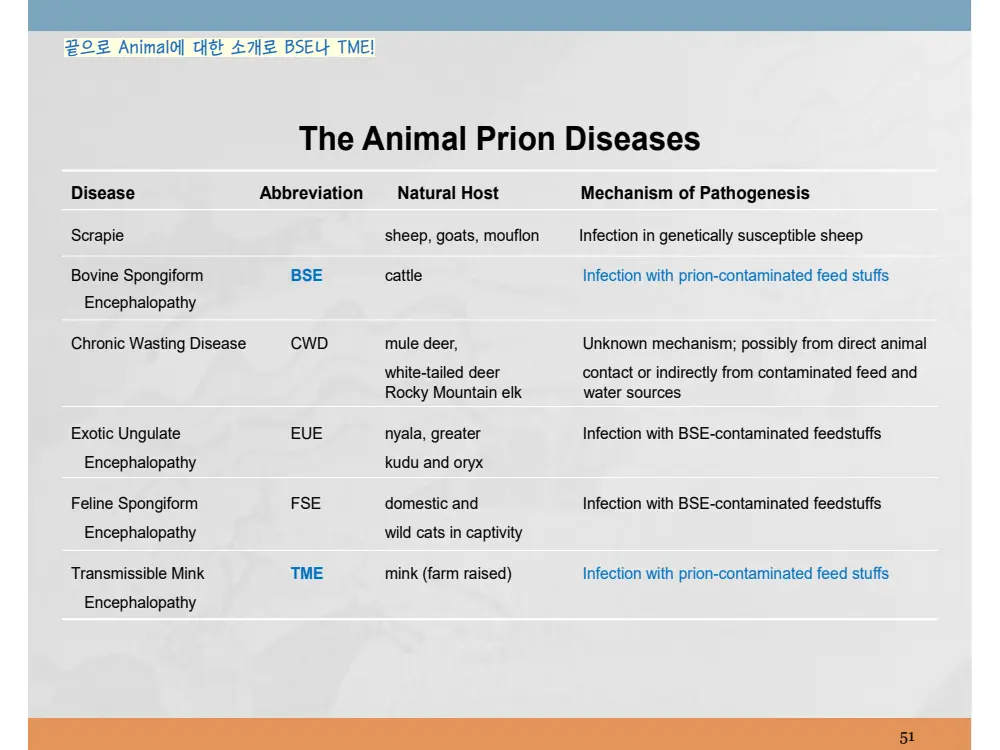 끝으로 Animal에 대한 소개로 BSE나 TME!
The Animal Prion Diseases
Disease Abbreviation Natural Host Mechanism of Pathogenesis
Scrapie sheep, goats, mouflon Infection in genetically susceptible sheep
Bovine Spongiform BSE cattle Infection with prion-contaminated feed stuffs
Encephalopathy
Chronic Wasting Disease CWD mule deer, Unknown mechanism; possibly from direct animal
white-tailed deer contact or indirectly from contaminated feed and
Rocky Mountain elk water sources
Exotic Ungulate EUE nyala, greater Infection with BSE-contaminated feedstuffs
Encephalopathy kudu and oryx
Feline Spongiform FSE domestic and Infection with BSE-contaminated feedstuffs
Encephalopathy wild cats in captivity
Transmissible Mink TME mink (farm raised) Infection with prion-contaminated feed stuffs
Encephalopathy
51